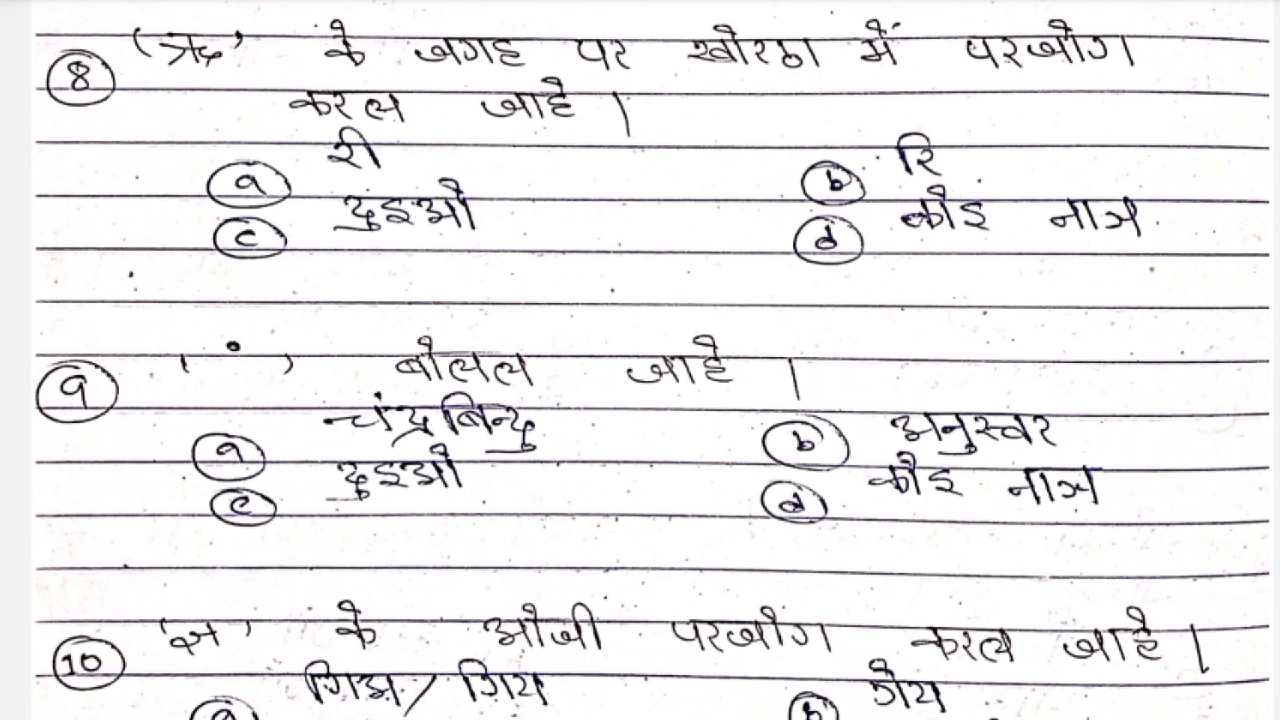 (8) 'ऋ' के जगह पर खोरठा में परजोग
करल जाहे |
(a) री (b) रि
(c) दुइओ (d) कोइ नाञ
(9) ' ं ' बोलल जाहे |
(a) चंद्रबिन्दु (b) अनुस्वर
(c) दुइओ (d) कोइ नाञ
(10) के ओजी परजोग करल जाहे |
(a) गिअ / गिय (b) गेय